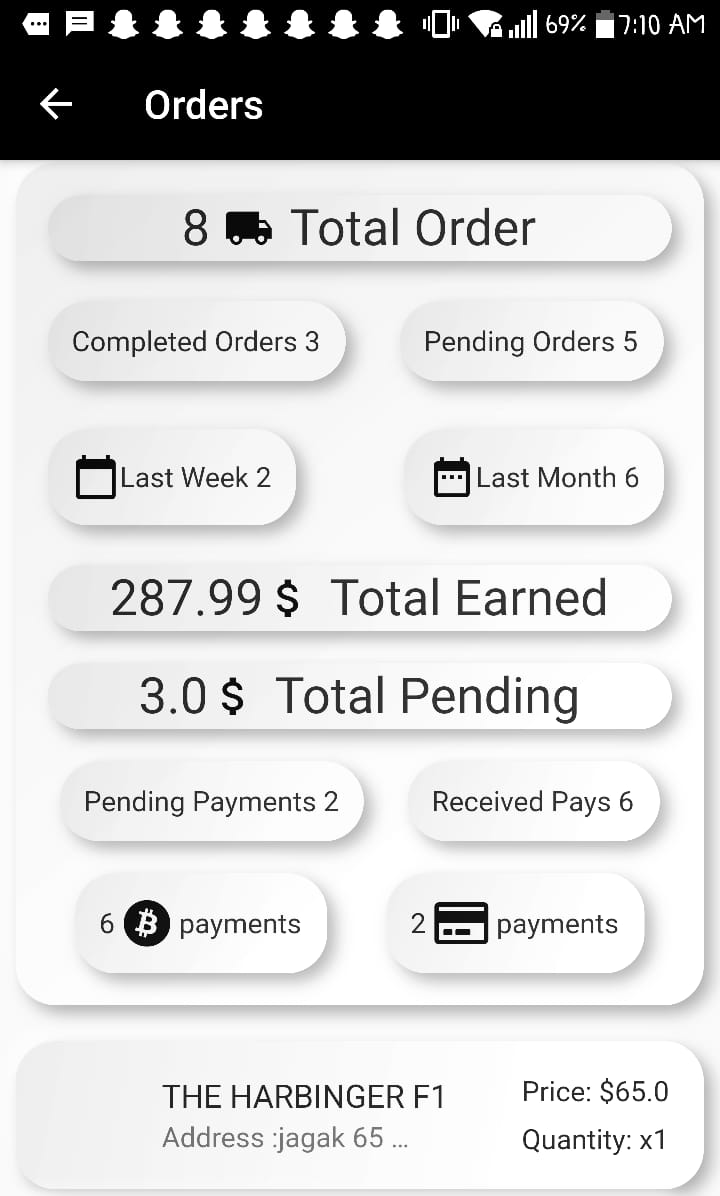 69% 7:10 AM
Orders
8 Total Order
Completed Orders 3
Pending Orders 5
Last Week 2
Last Month 6
287.99 $ Total Earned
3.0 $ Total Pending
Pending Payments 2
Received Pays 6
6 payments
2 payments
THE HARBINGER F1
Price: $65.0
Address :jagak 65 ...
Quantity: x1